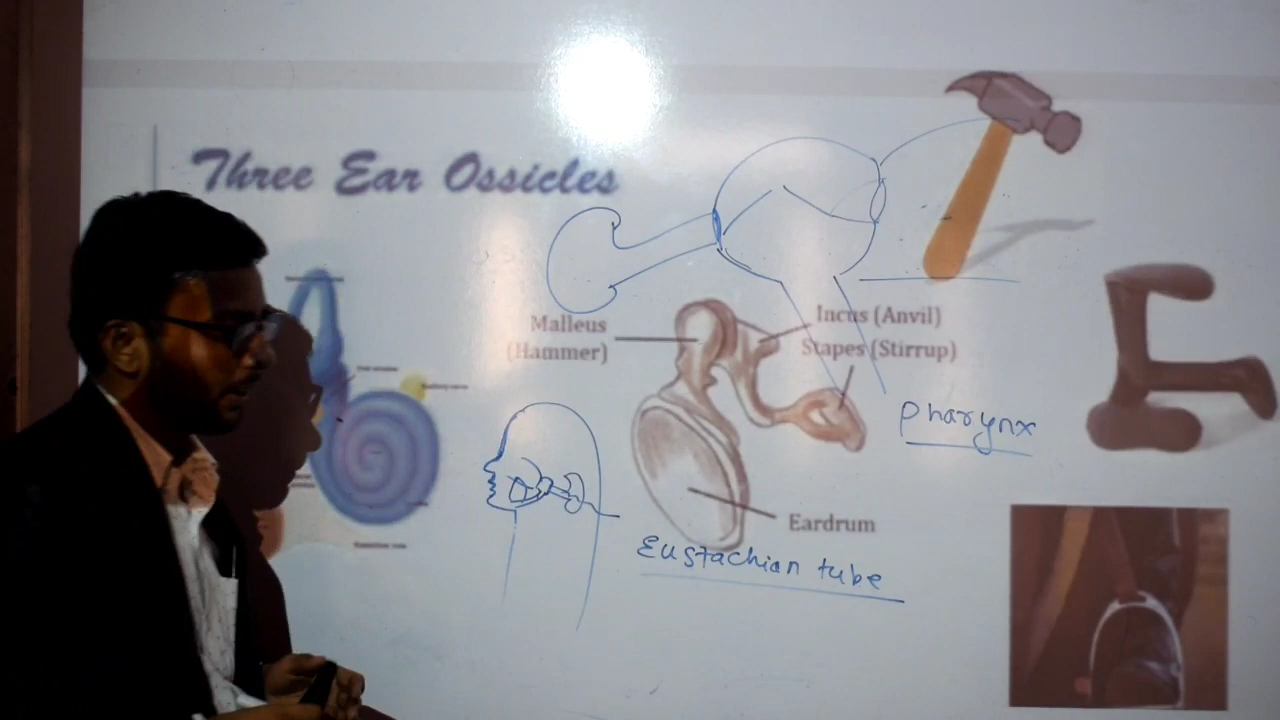 Three Ear Ossicles
Malleus
(Hammer)
Incus (Anvil)
Stapes (Stirrup)
Pharynx
Eardrum
Eustachian tube